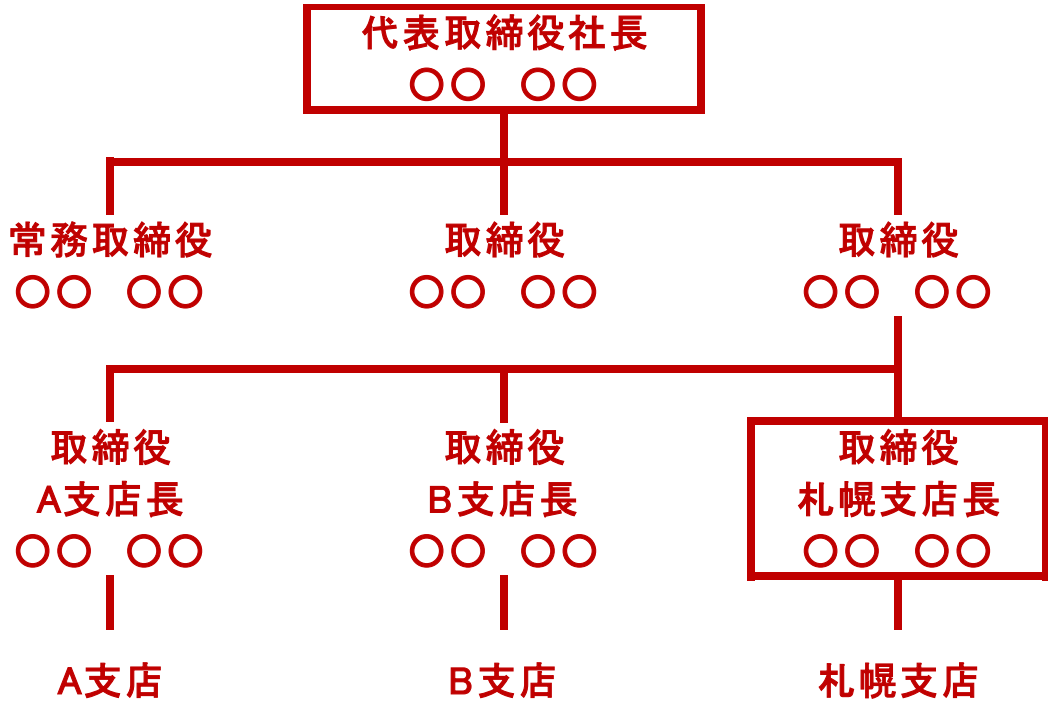 代表取締役社長
○○　○○
常務取締役
○○　○○
取締役
○○　○○
取締役
○○　○○
取締役
A支店長
○○　○○
取締役
B支店長
○○　○○
取締役
札幌支店長
○○　○○
A支店
B支店
札幌支店